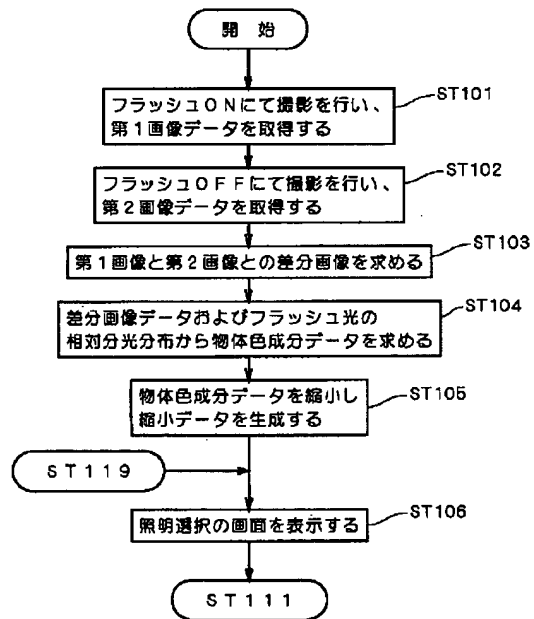 開 始
フラッシュONにて撮影を行い、
第1画像データを取得する
ST101
フラッシュOFFにて撮影を行い、
第2画像データを取得する
ST102
第1画像と第2画像との差分画像を求める
ST103
差分画像データおよびフラッシュ光の
相対分光分布から物体色成分データを求める
ST104
物体色成分データを縮小し
縮小データを生成する
ST105
ST119
照明選択の画面を表示する
ST106
ST111